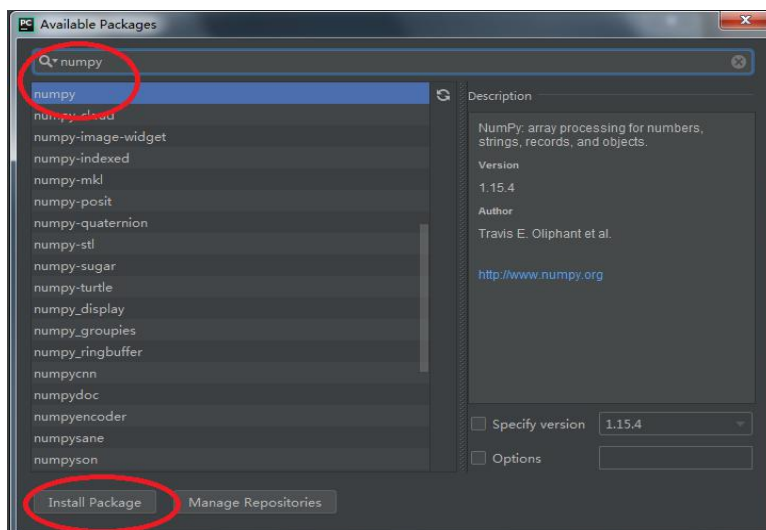 PC Available Packages
numpy
numpy
numpy-cloud
numpy-image-widget
numpy-indexed
numpy-mkl
numpy-posit
numpy-quaternion
numpy-stl
numpy-sugar
numpy-turtle
numpy_display
numpy_groupies
numpy_ringbuffer
numpycnn
numpydoc
numpyencoder
numpysane
numpyson
Description
NumPy: array processing for numbers,
strings, records, and objects.
Version
1.15.4
Author
Travis E. Oliphant et al.
http://www.numpy.org
Specify version 1.15.4
Options
Install Package Manage Repositories